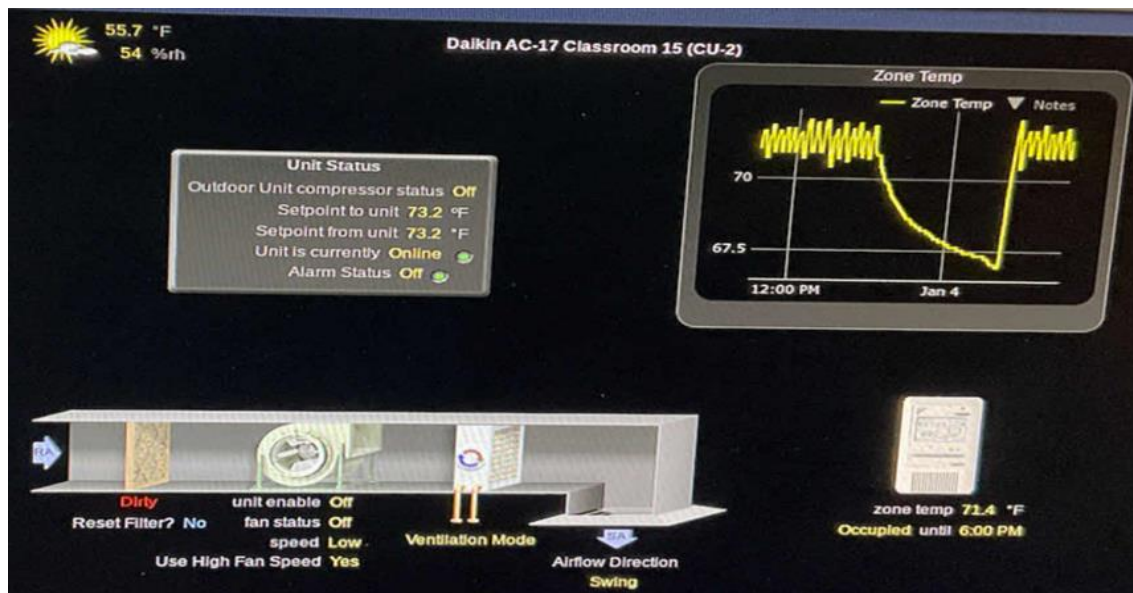 55.7 °F
54 %rh
Daikin AC-17 Classroom 15 (CU-2)
Zone Temp
Zone Temp Notes
70
67.5
12:00 PM Jan 4
Unit Status
Outdoor Unit compressor status Off
Setpoint to unit 73.2 °F
Setpoint from unit 73.2 °F
Unit is currently Online
Alarm Status Off
RA
Dirty
Reset Filter? No
unit enable Off
fan status Off
speed Low
Use High Fan Speed Yes
Ventilation Mode
SA
Airflow Direction
Swing
zone temp 71.4 °F
Occupied until 6:00 PM